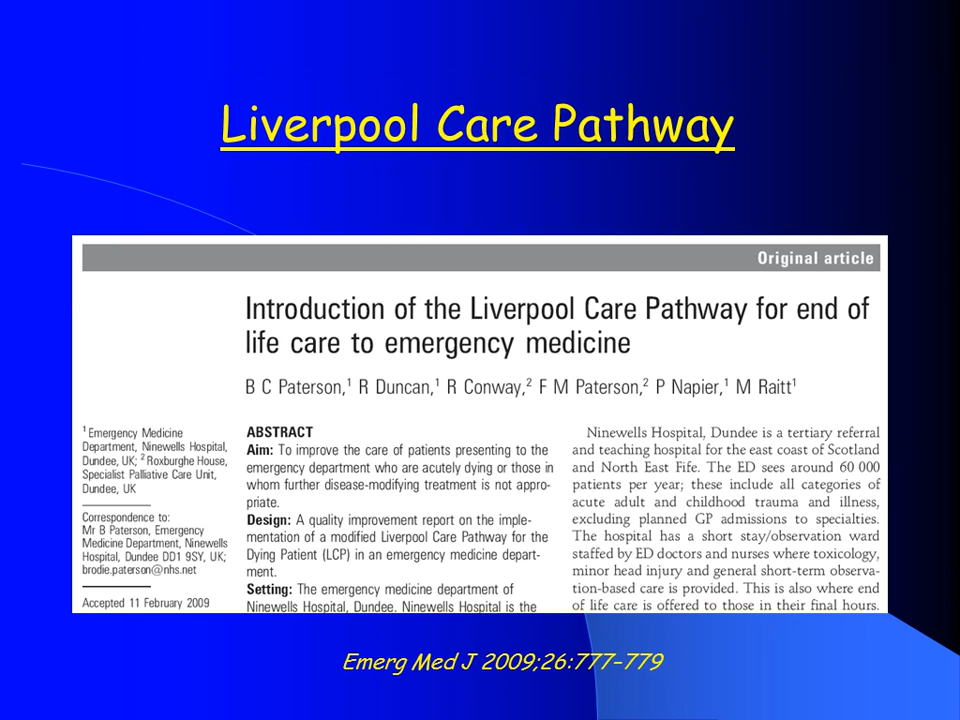 Liverpool Care Pathway
Original article
Introduction of the Liverpool Care Pathway for end of
life care to emergency medicine
B C Paterson,¹ R Duncan,¹ R Conway,² F M Paterson,² P Napier,¹ M Raitt¹
¹ Emergency Medicine
Department, Ninewells Hospital,
Dundee, UK; ² Roxburghe House,
Specialist Palliative Care Unit,
Dundee, UK
Correspondence to:
Mr B Paterson, Emergency
Medicine Department, Ninewells
Hospital, Dundee DD1 9SY, UK;
brodie.paterson@nhs.net
Accepted 11 February 2009
ABSTRACT
Aim: To improve the care of patients presenting to the
emergency department who are acutely dying or those in
whom further disease-modifying treatment is not appro-
priate.
Design: A quality improvement report on the imple-
mentation of a modified Liverpool Care Pathway for the
Dying Patient (LCP) in an emergency medicine depart-
ment.
Setting: The emergency medicine department of
Ninewells Hospital, Dundee. Ninewells Hospital is the
Ninewells Hospital, Dundee is a tertiary referral
and teaching hospital for the east coast of Scotland
and North East Fife. The ED sees around 60 000
patients per year; these include all categories of
acute adult and childhood trauma and illness,
excluding planned GP admissions to specialties.
The hospital has a short stay/observation ward
staffed by ED doctors and nurses where toxicology,
minor head injury and general short-term observa-
tion-based care is provided. This is also where end
of life care is offered to those in their final hours.
Emerg Med J 2009;26:777–779